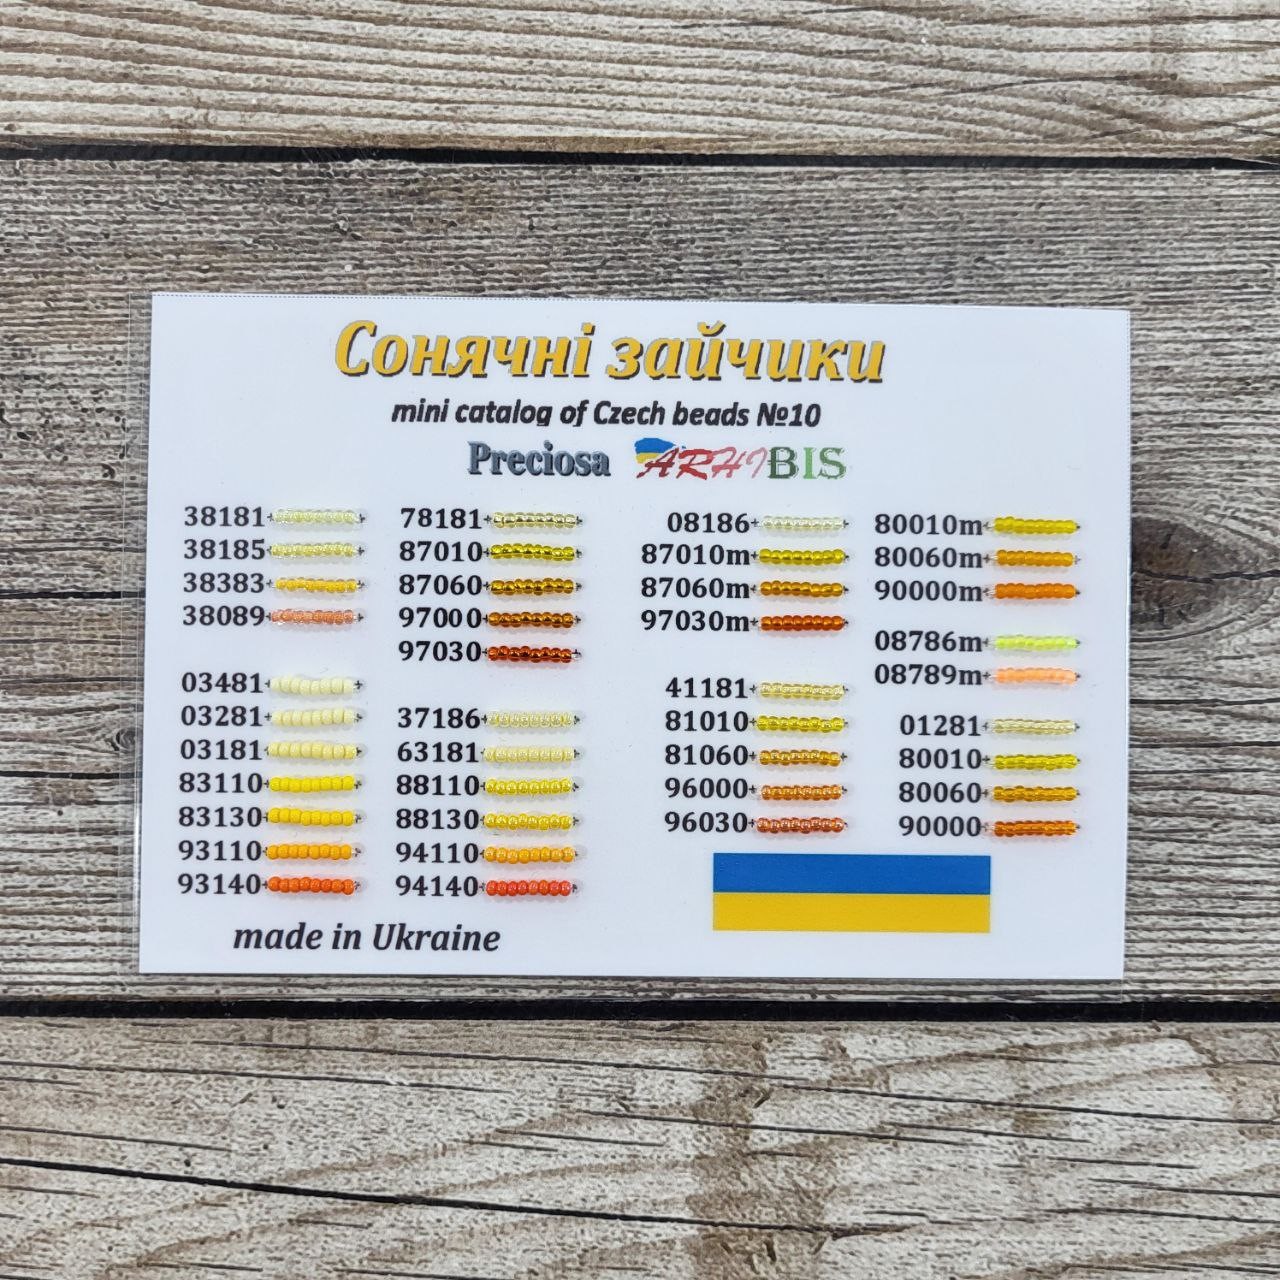 Сонячні зайчики
mini catalog of Czech beads №10
Preciosa ARHIBIS
38181
38185
38383
38089
03481
03281
03181
83110
83130
93110
93140
78181
87010
87060
97000
97030
37186
63181
88110
88130
94110
94140
08186
87010m
87060m
97030m
41181
81010
81060
96000
96030
80010m
80060m
90000m
08786m
08789m
01281
80010
80060
90000
made in Ukraine